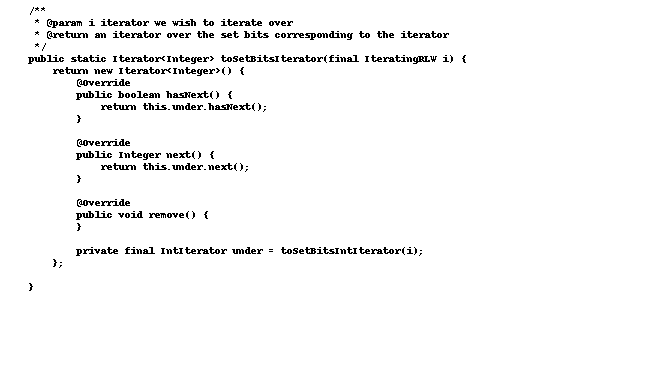 /**
 * @param i iterator we wish to iterate over
 * @return an iterator over the set bits corresponding to the iterator
 */
public static Iterator<Integer> toSetBitsIterator(final IteratingRLW i) {
    return new Iterator<Integer>() {
        @Override
        public boolean hasNext() {
            return this.under.hasNext();
        }

        @Override
        public Integer next() {
            return this.under.next();
        }

        @Override
        public void remove() {
        }

        private final IntIterator under = toSetBitsIntIterator(i);
    };

}